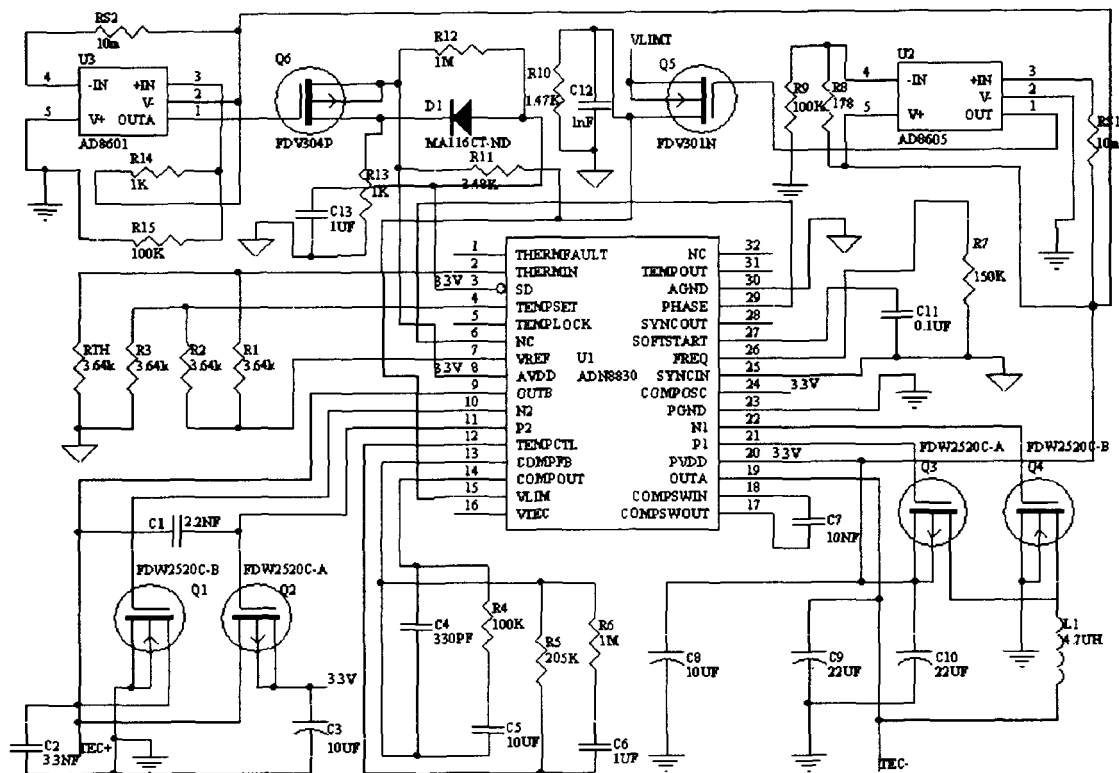 RS2
10m
U3
4 -IN +IN 3
V- 2
5 V+ OUTA 1
AD8601
R14
1K
R15
100K
Q6
FDV304P
R12
1M
D1
MA116CT-ND
R11
3.48K
R13
1K
C13
1UF
R10
1.47K
C12
1nF
VLIMT
Q5
FDV301N
R9
100K
R8
178
U2
4 -IN +IN 3
V- 2
5 V+ OUT 1
AD8605
RS1
10m
R7
150K
C11
0.1UF
1 THERMFAULT NC 32
2 THERMIN TEMPOUT 31
3.3V 3 SD AGND 30
4 TEMPSET PHASE 29
5 TEMPLOCK SYNCOUT 28
6 NC SOFTSTART 27
7 VREF U1 FREQ 26
3.3V 8 AVDD ADN8830 SYNCIN 25
9 OUTB COMPOSC 24 3.3V
10 N2 PGND 23
11 P2 N1 22
12 TEMPCTL P1 21
13 COMPFB PVDD 20 3.3V
14 COMPOUT OUTA 19
15 VLIM COMPSWIN 18
16 VTEC COMPSWOUT 17
RTH
3.64k
R3
3.64k
R2
3.64k
R1
3.64k
C1
2.2NF
FDW2520C-B
Q1
FDW2520C-A
Q2
3.3V
C2
3.3NF
TEC+
C3
10UF
C4
330PF
R4
100K
C5
10UF
R5
205K
R6
1M
C6
1UF
C7
10NF
FDW2520C-A
Q3
FDW2520C-B
Q4
C8
10UF
C9
22UF
C10
22UF
L1
4.7UH
TEC-